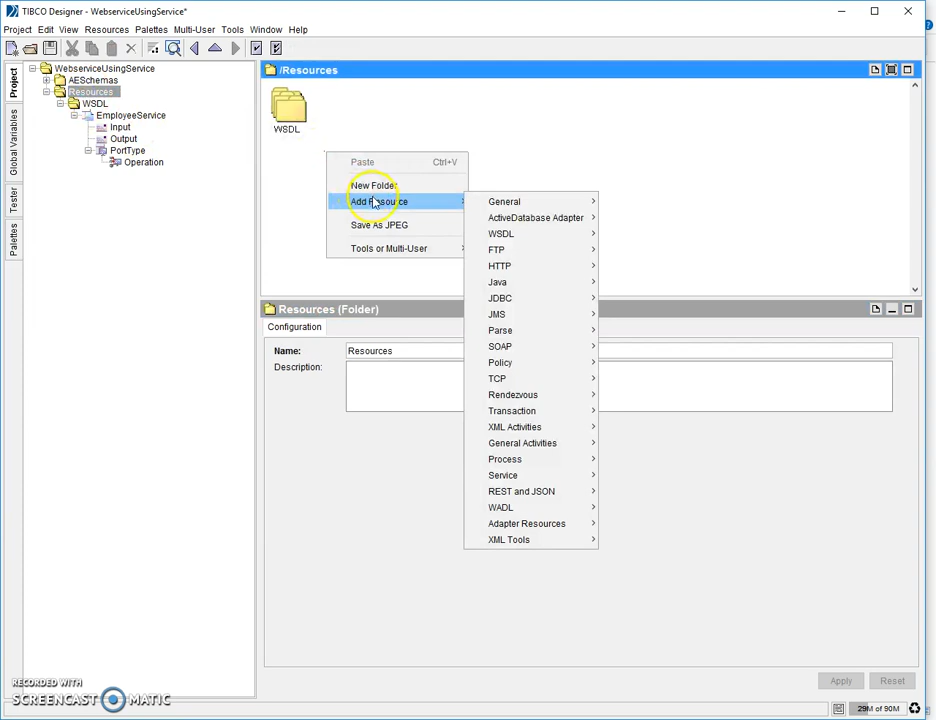 TIBCO Designer - WebserviceUsingService*
Project Edit View Resources Palettes Multi-User Tools Window Help
Project
Global Variables
Tester
Palettes
WebserviceUsingService
AESchemas
Resources
WSDL
EmployeeService
Input
Output
PortType
Operation
/Resources
WSDL
Paste Ctrl+V
New Folder
Add Resource
Save As JPEG
Tools or Multi-User
General
ActiveDatabase Adapter
WSDL
FTP
HTTP
Java
JDBC
JMS
Parse
SOAP
Policy
TCP
Rendezvous
Transaction
XML Activities
General Activities
Process
Service
REST and JSON
WADL
Adapter Resources
XML Tools
Resources (Folder)
Configuration
Name: Resources
Description:
Apply Reset
29M of 90M
RECORDED WITH
SCREENCAST MATIC